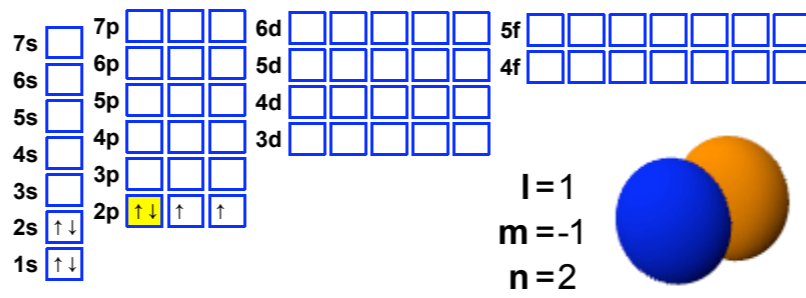 7s
6s
5s
4s
3s
2s ↑↓
1s ↑↓
7p
6p
5p
4p
3p
2p ↑↓ ↑ ↑
6d
5d
4d
3d
5f
4f
l=1
m=-1
n=2